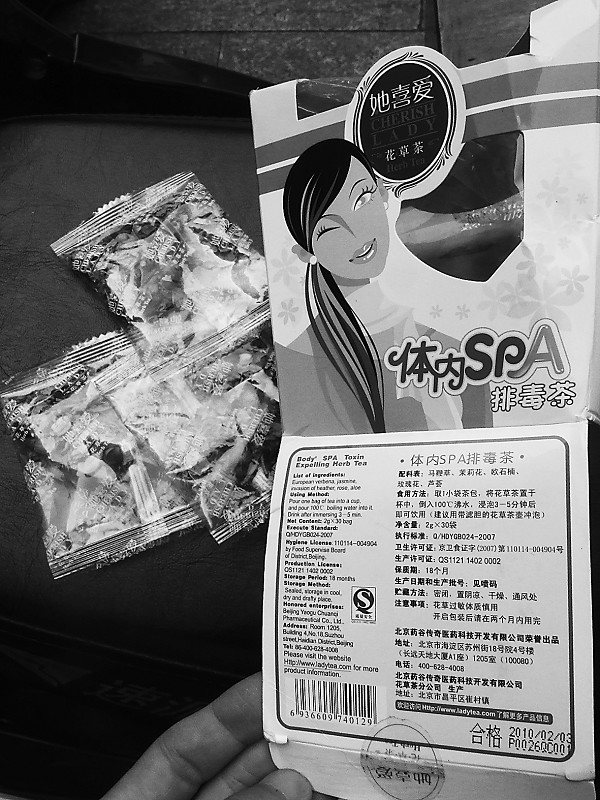 她喜爱
CHERISH
LADY
花草茶
Herb Tea
体内SPA
排毒茶
Body' SPA Toxin
Expelling Herb Tea
List of ingredients:
European verbena, jasmine,
invasion of heather, rose, aloe
Using Method:
Pour one bag of tea into a cup,
and pour 100℃ boiling water into it.
Drink after immersing 3~5 min.
Net Content: 2g×30 bag
Execute Standard:
Q/HDYGB024-2007
Hygiene License: 110114-004904
by Food Supervise Board
of District,Beijing.
Production License:
QS1121 1402 0002
Storage Period: 18 months
Storage Method:
Sealed, storage in cool,
dry and drafty place.
Honored enterprises:
Beijing Yaogu Chuanqi
Pharmaceutical Co., Ltd.
Address: Room 1205,
Building 4,No.18,Suzhou
street,Haidian District,Beijing
Tel: 86-400-628-4008
Please visit the website
Http://www.ladytea.com for more
product information.
6 936609 740129
QS
·体内SPA排毒茶·
配料表：马鞭草、茉莉花、欧石楠、
玫瑰花、芦荟
食用方法：取1小袋茶包，将花草茶置于
杯中，倒入100℃沸水，浸泡3—5分钟后
即可饮用（建议用带滤胆的花草茶壶冲泡）
净含量：2g×30袋
执行标准：Q/HDYGB024-2007
卫生许可证：京卫食证字(2007)第110114-004904号
生产许可证：QS1121 1402 0002
保质期：18个月
生产日期和生产批号：见喷码
贮藏方法：密闭，置阴凉、干燥、通风处
注意事项：花草过敏体质慎用
开启包装后请在两个月内用完
北京药谷传奇医药科技开发有限公司荣誉出品
地址：北京市海淀区苏州街18号院4号楼
（长远天地大厦A1座）1205室（100080）
电话：400-628-4008
北京药谷传奇医药科技开发有限公司
花草茶分公司 生产
地址：北京市昌平区崔村镇
欢迎访问Http://www.ladytea.com了解更多产品信息
合格 2010/02/03
P0026QC001
她喜爱